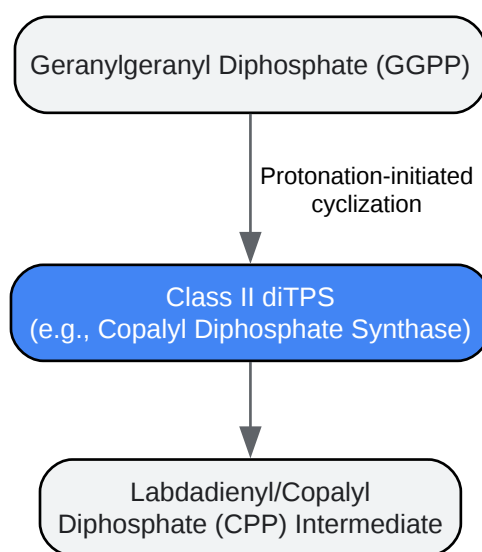 Geranylgeranyl Diphosphate (GGPP)
Protonation-initiated
cyclization
Class II diTPS
(e.g., Copalyl Diphosphate Synthase)
Labdadienyl/Copalyl
Diphosphate (CPP) Intermediate